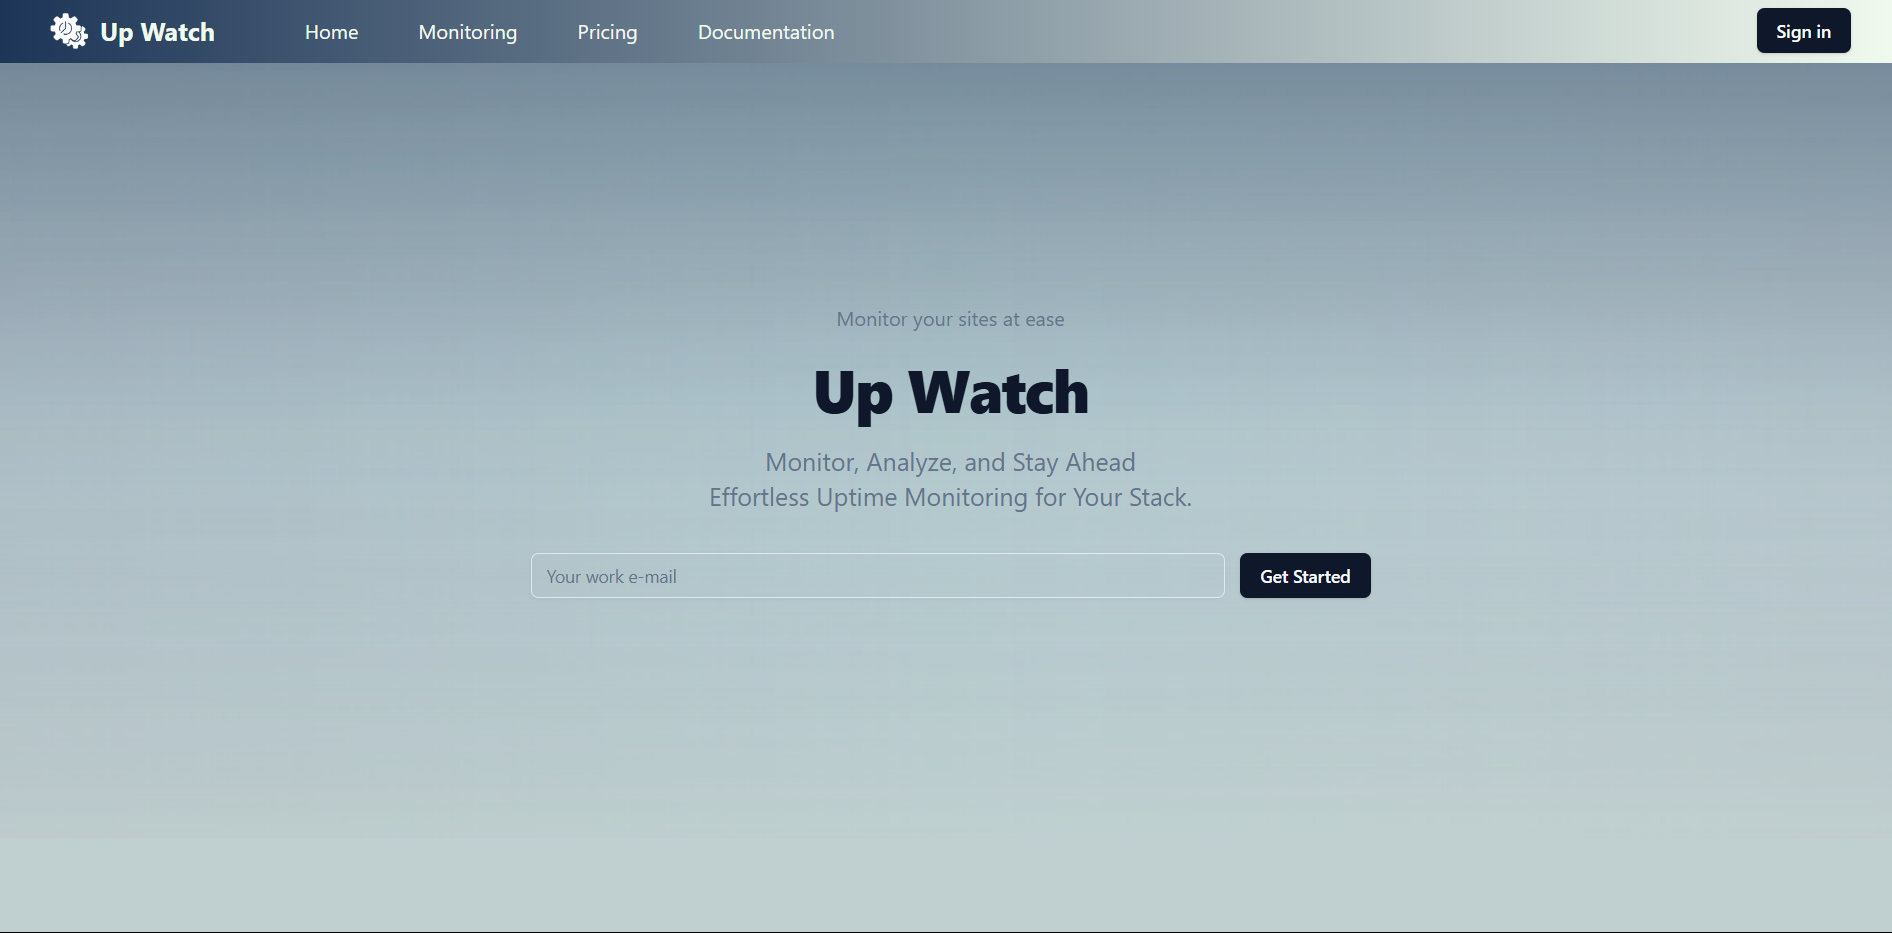 Up Watch
Home
Monitoring
Pricing
Documentation
Sign in
Monitor your sites at ease
Up Watch
Monitor, Analyze, and Stay Ahead
Effortless Uptime Monitoring for Your Stack.
Your work e-mail
Get Started